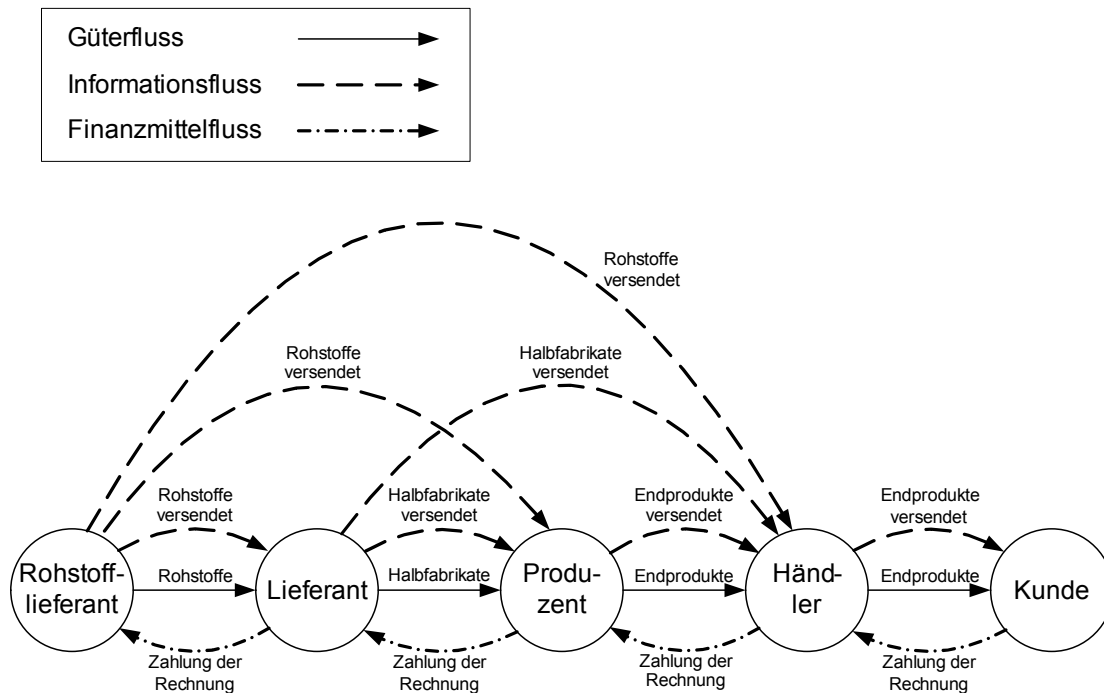 Güterfluss
Informationsfluss
Finanzmittelfluss
Rohstoffe
versendet
Rohstoffe
versendet
Halbfabrikate
versendet
Rohstoffe
versendet
Halbfabrikate
versendet
Endprodukte
versendet
Endprodukte
versendet
Rohstoff-
lieferant
Rohstoffe
Lieferant
Halbfabrikate
Produ-
zent
Endprodukte
Händ-
ler
Endprodukte
Kunde
Zahlung der
Rechnung
Zahlung der
Rechnung
Zahlung der
Rechnung
Zahlung der
Rechnung